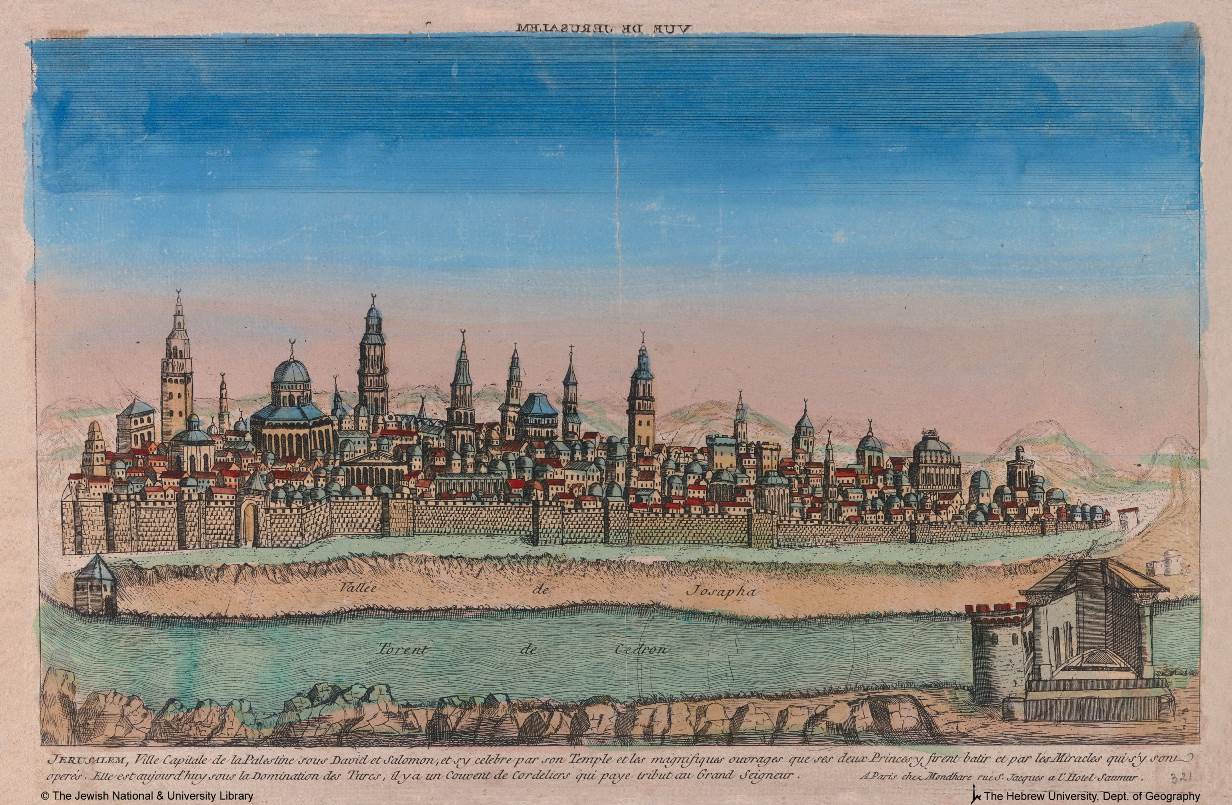 VUE DE JERUSALEM
Vallée de Josapha
Torent de Cedron
JERUSALEM, Ville Capitale de la Palestine sous David et Salomon, et sy celebre par son Temple et les magnifiques ouvrages que ses deux Princes y firent batir et par les Miracles qui s'y sont
operés. Elle est aujourd'huy sous la Domination des Turcs, il y a un Couvent de Cordeliers qui paye tribut au Grand Seigneur. A Paris chez Mondhare rue S. Jacques a L'Hotel Saumur.
321
© The Jewish National & University Library
The Hebrew University, Dept. of Geography